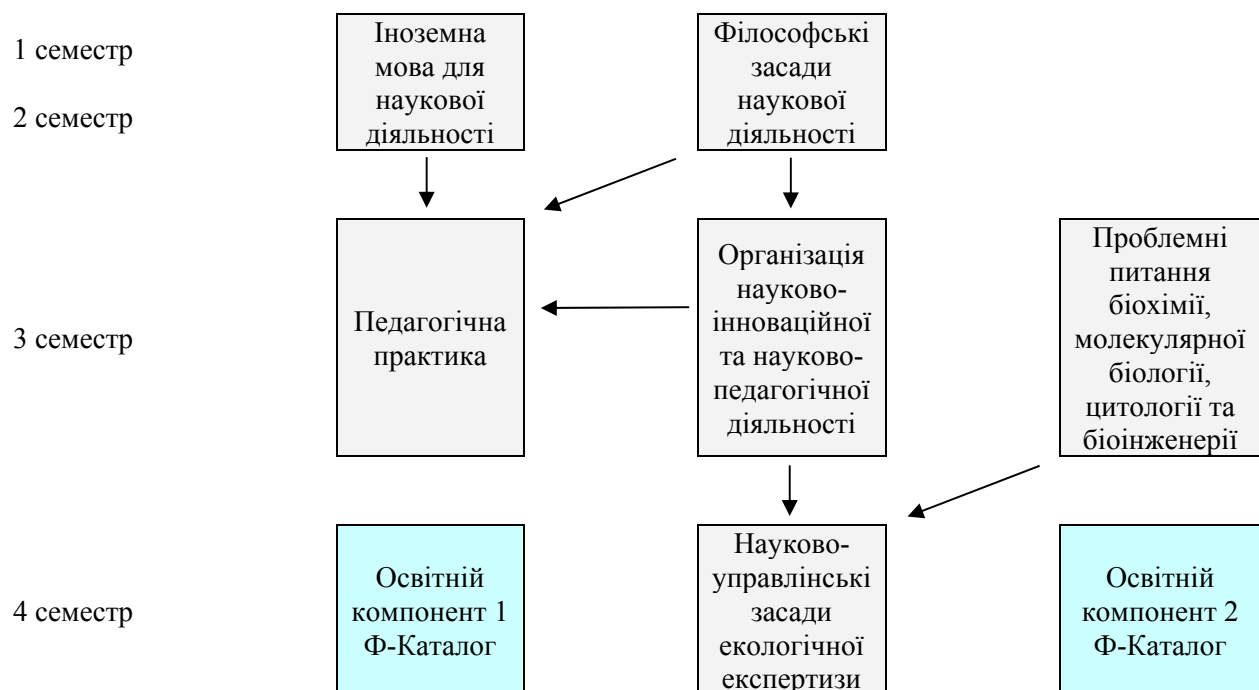 1 семестр
2 семестр
Іноземна
мова для
наукової
діяльності
Філософські
засади
наукової
діяльності
3 семестр
Педагогічна
практика
Організація
науково-
інноваційної
та науково-
педагогічної
діяльності
Проблемні
питання
біохімії,
молекулярної
біології,
цитології та
біоінженерії
4 семестр
Освітній
компонент 1
Ф-Каталог
Науково-
управлінські
засади
екологічної
експертизи
Освітній
компонент 2
Ф-Каталог